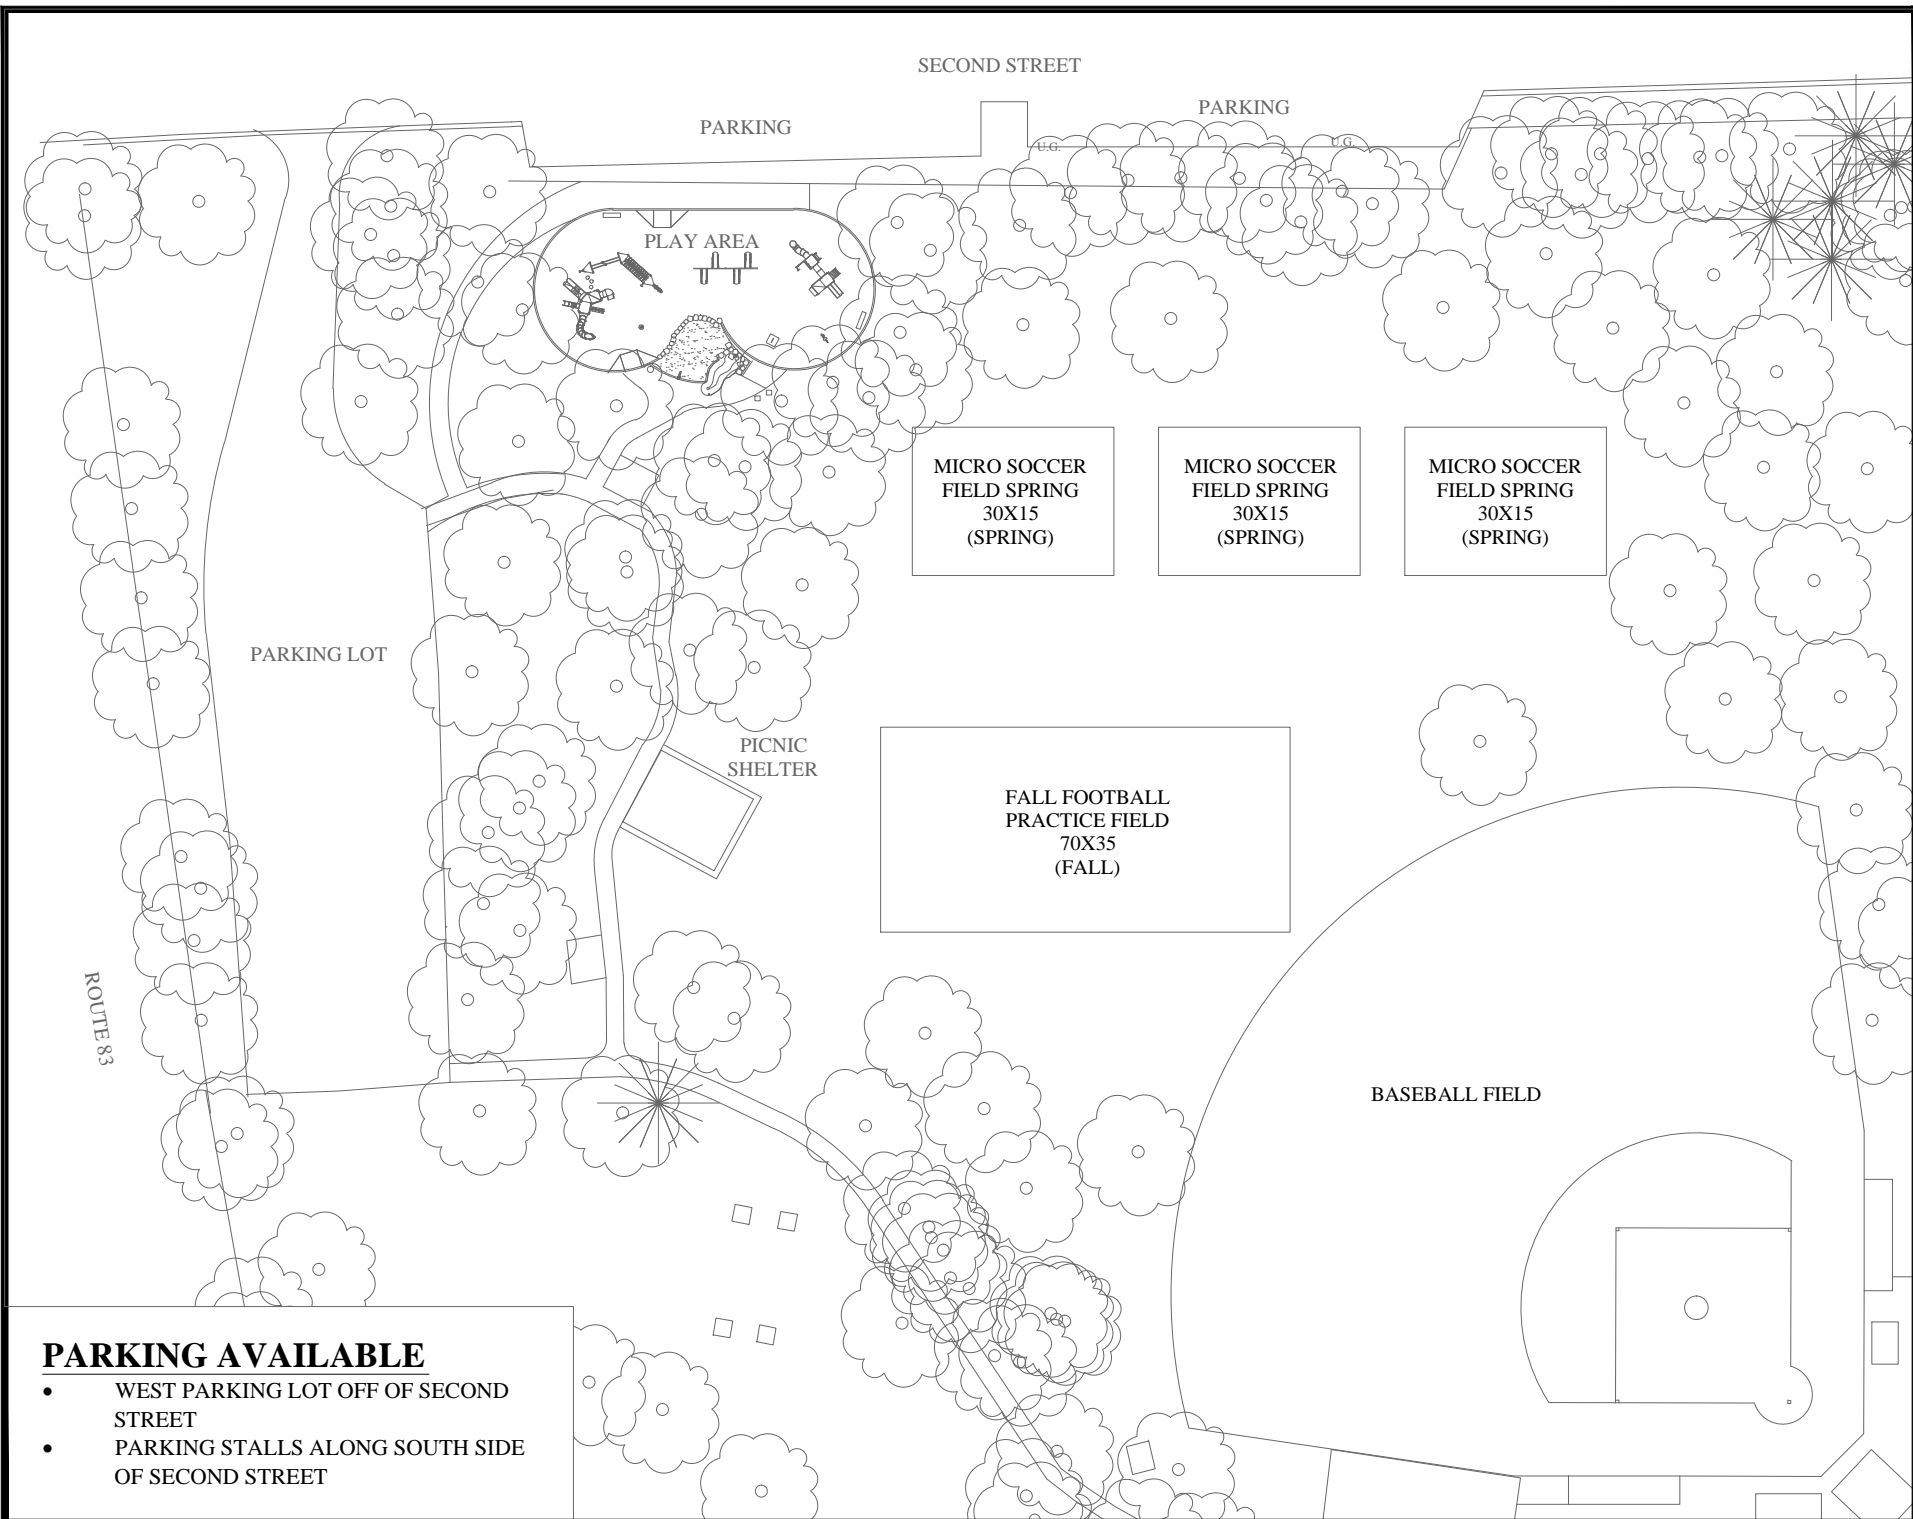 SECOND STREET
PARKING
PARKING
U.G.
U.G.
PLAY AREA
MICRO SOCCER
FIELD SPRING
30X15
(SPRING)
MICRO SOCCER
FIELD SPRING
30X15
(SPRING)
MICRO SOCCER
FIELD SPRING
30X15
(SPRING)
PARKING LOT
PICNIC
SHELTER
FALL FOOTBALL
PRACTICE FIELD
70X35
(FALL)
ROUTE 83
BASEBALL FIELD
PARKING AVAILABLE
• WEST PARKING LOT OFF OF SECOND
STREET
• PARKING STALLS ALONG SOUTH SIDE
OF SECOND STREET